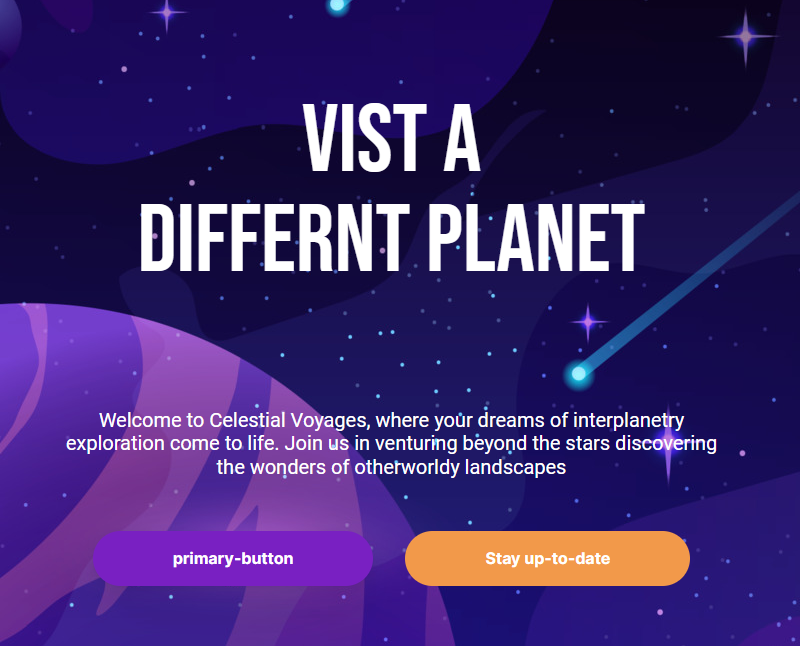 VIST A
DIFFERNT PLANET
Welcome to Celestial Voyages, where your dreams of interplanetry
exploration come to life. Join us in venturing beyond the stars discovering
the wonders of otherworldy landscapes
primary-button
Stay up-to-date